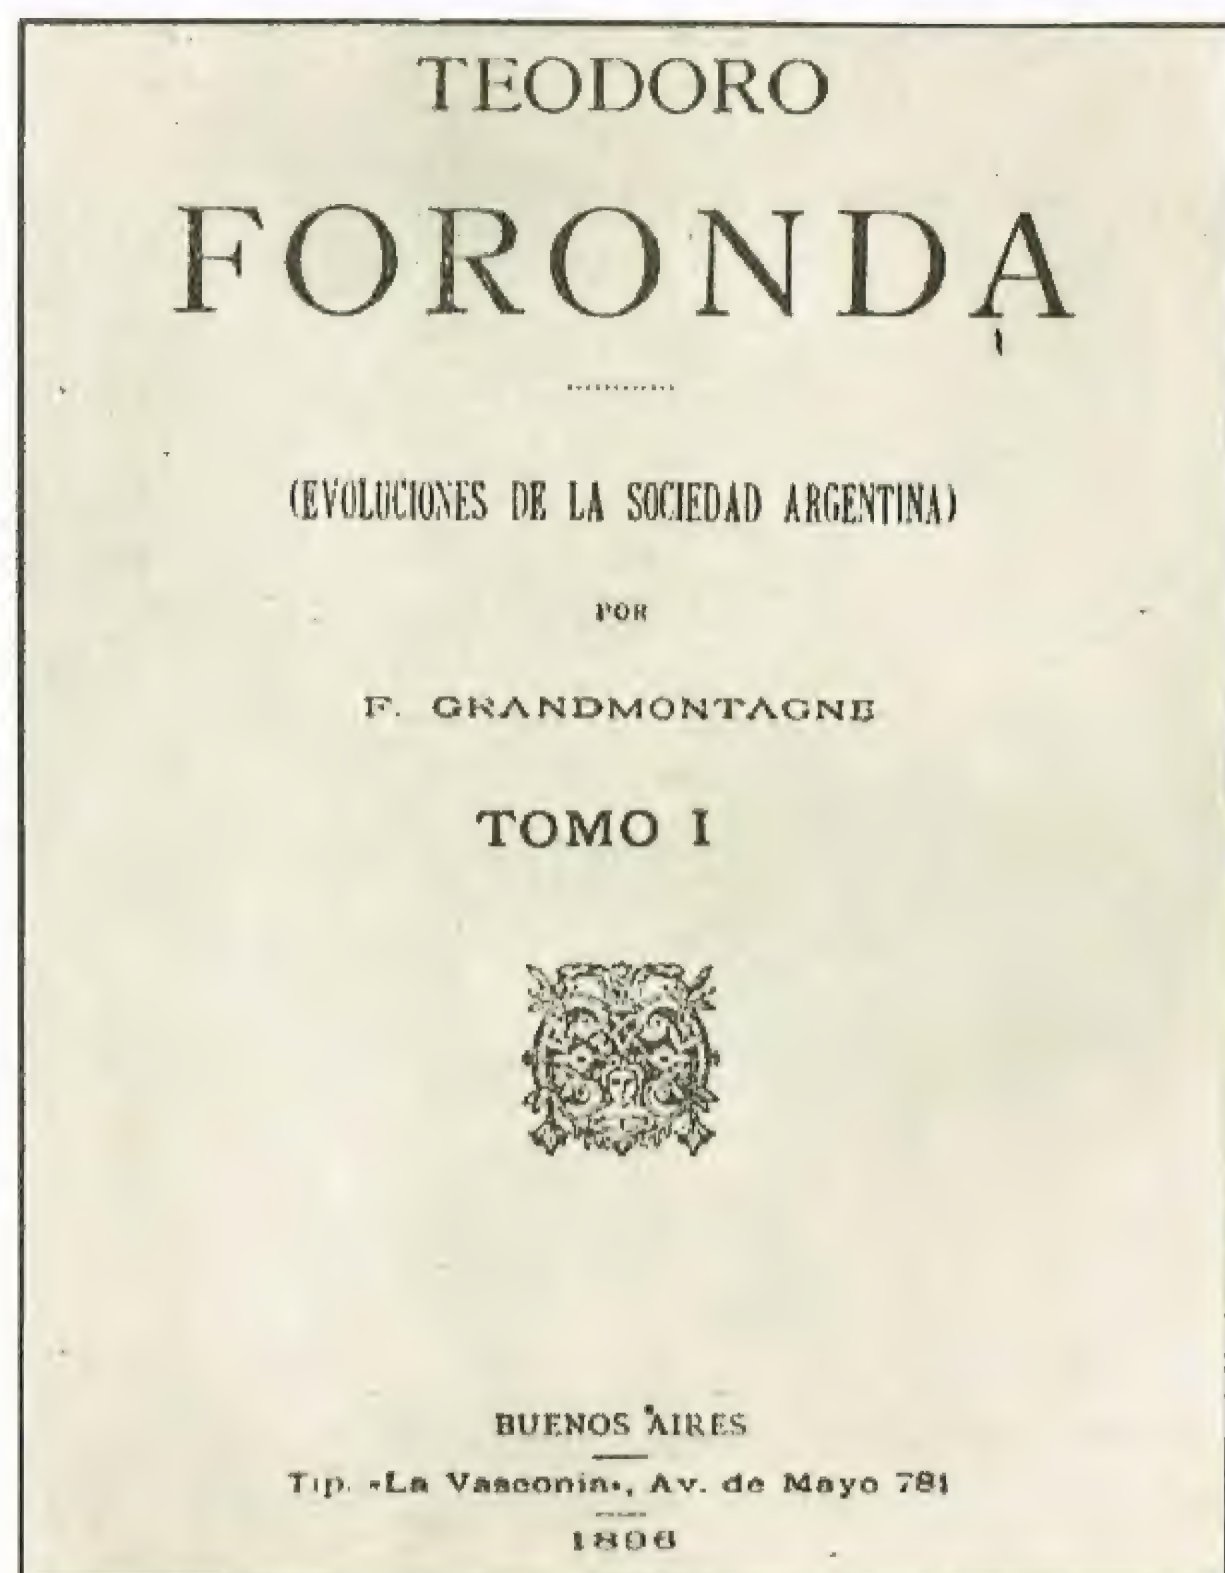 TEODORO
FORONDA
(EVOLUCIONES DE LA SOCIEDAD ARGENTINA)
POR
F. GRANDMONTAGNE
TOMO I
BUENOS AIRES
Tip. «La Vasconia», Av. de Mayo 781
1896